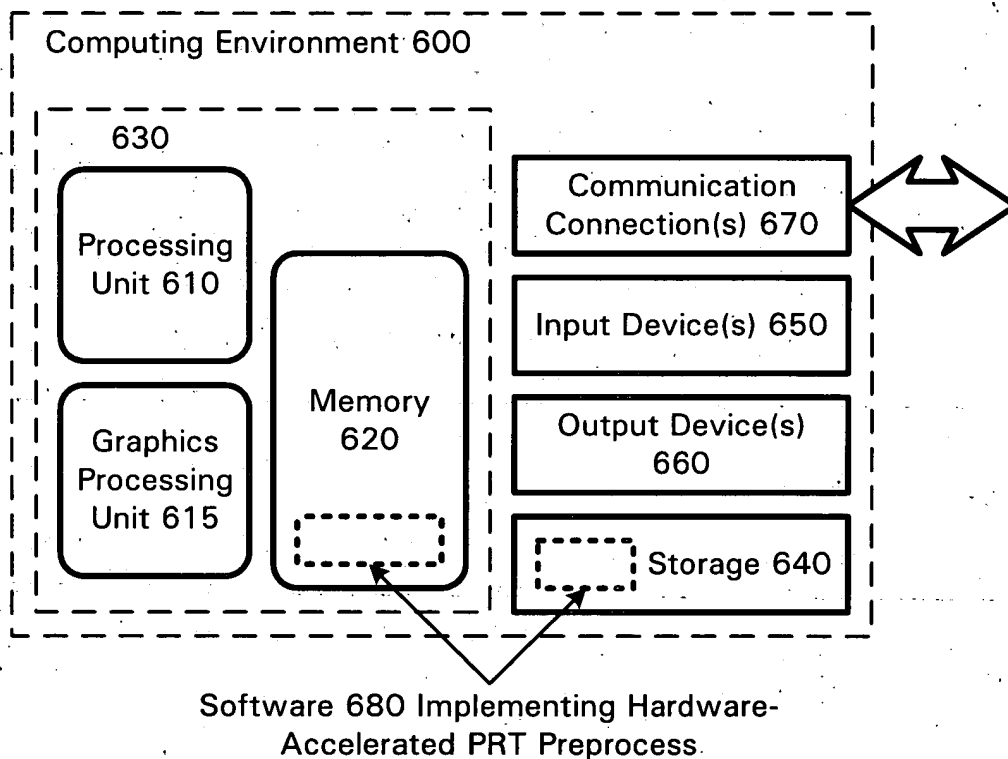 Computing Environment 600
630
Processing
Unit 610
Graphics
Processing
Unit 615
Memory
620
Communication
Connection(s) 670
Input Device(s) 650
Output Device(s)
660
Storage 640
Software 680 Implementing Hardware-
Accelerated PRT Preprocess